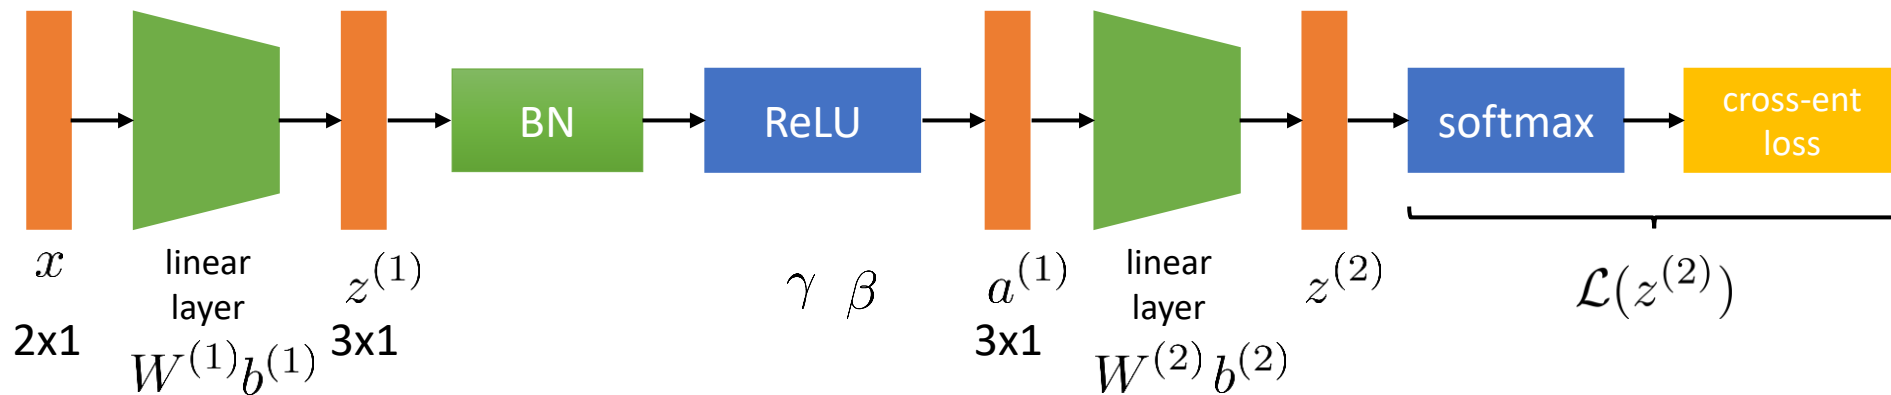 BN
ReLU
softmax
cross-ent
loss
x
linear
layer
z^{(1)}
γ β
a^{(1)}
linear
layer
z^{(2)}
ℒ(z^{(2)})
2x1
W^{(1)} b^{(1)}
3x1
3x1
W^{(2)} b^{(2)}